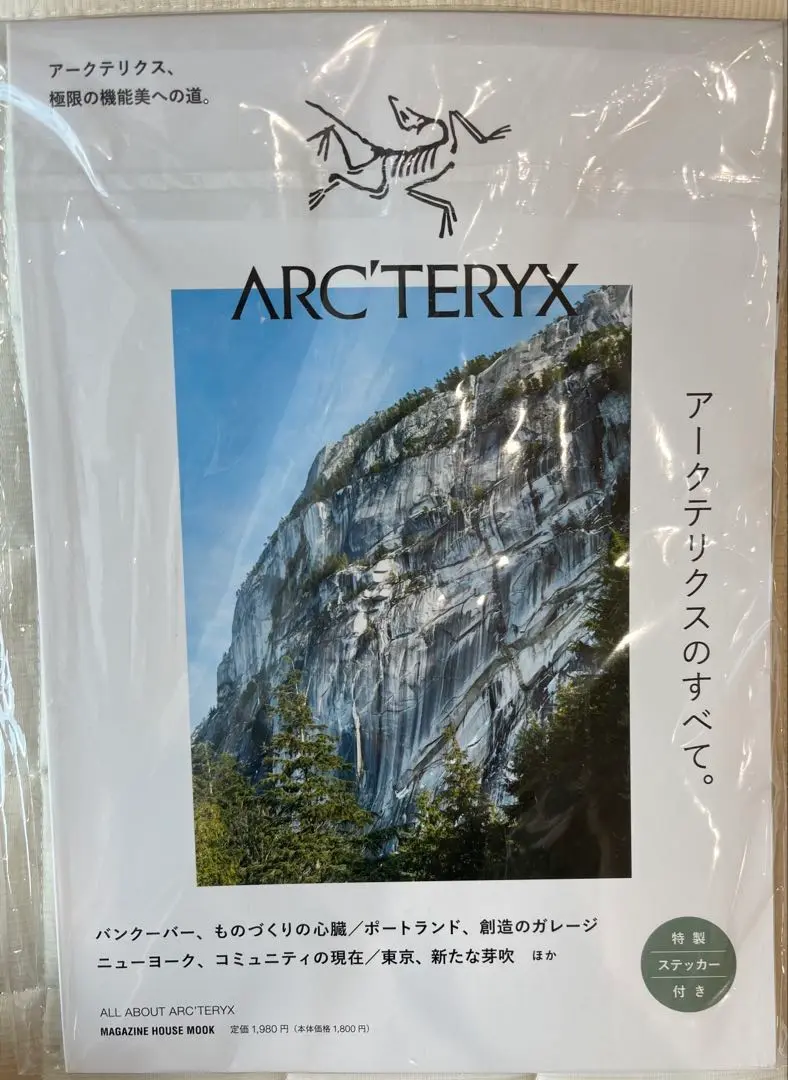 アークテリクス、
極限の機能美への道。
ARC'TERYX
アークテリクスのすべて。
バンクーバー、ものづくりの心臓／ポートランド、創造のガレージ
ニューヨーク、コミュニティの現在／東京、新たな芽吹 ほか
特製
ステッカー
付き
ALL ABOUT ARC'TERYX
MAGAZINE HOUSE MOOK 定価 1,980 円（本体価格 1,800 円）